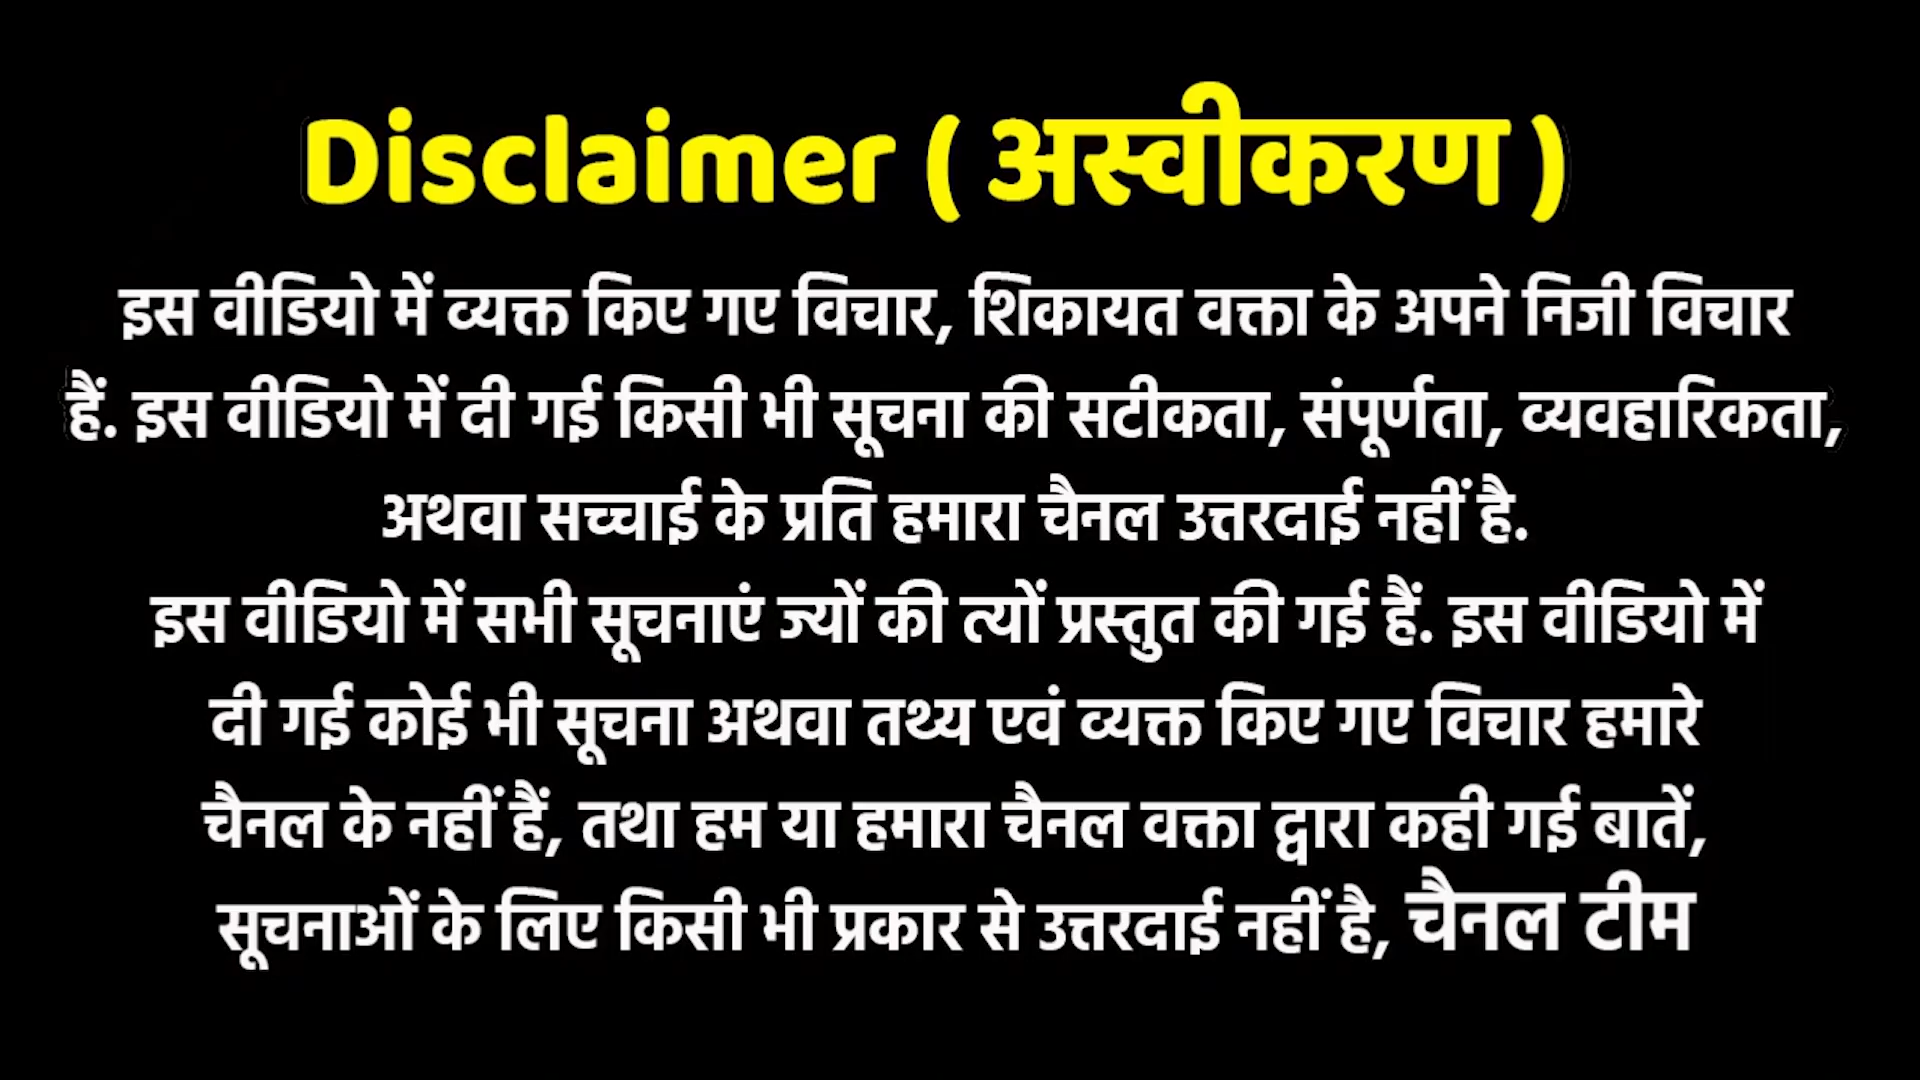 Disclaimer ( अस्वीकरण )
इस वीडियो में व्यक्त किए गए विचार, शिकायत वक्ता के अपने निजी विचार
हैं. इस वीडियो में दी गई किसी भी सूचना की सटीकता, संपूर्णता, व्यवहारिकता,
अथवा सच्चाई के प्रति हमारा चैनल उत्तरदाई नहीं है.
इस वीडियो में सभी सूचनाएं ज्यों की त्यों प्रस्तुत की गई हैं. इस वीडियो में
दी गई कोई भी सूचना अथवा तथ्य एवं व्यक्त किए गए विचार हमारे
चैनल के नहीं हैं, तथा हम या हमारा चैनल वक्ता द्वारा कही गई बातें,
सूचनाओं के लिए किसी भी प्रकार से उत्तरदाई नहीं है, चैनल टीम